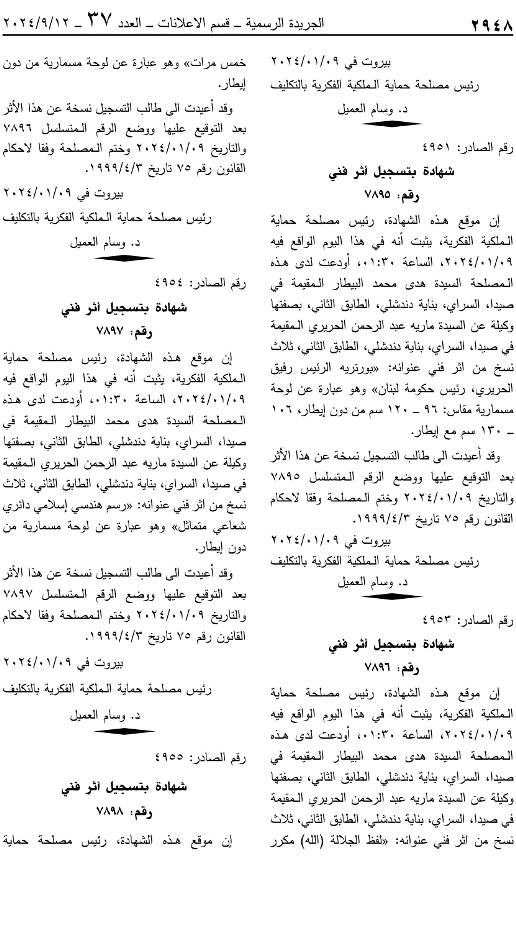 ٢٩٤٨
الجريدة الرسمية – قسم الاعلانات – العدد ٣٧ – ٢٠٢٤/٩/١٢
بيروت في ٢٠٢٤/٠١/٠٩
رئيس مصلحة حماية الملكية الفكرية بالتكليف
د. وسام العميل
رقم الصادر: ٤٩٥١
شهادة بتسجيل أثر فني
رقم: ٧٨٩٥
إن موقع هذه الشهادة، رئيس مصلحة حماية
الملكية الفكرية، يثبت أنه في هذا اليوم الواقع فيه
٢٠٢٤/٠١/٠٩، الساعة ٠١:٣٠، أودعت لدى هذه
المصلحة السيدة هدى محمد البيطار المقيمة في
صيدا، السراي، بناية دندشلي، الطابق الثاني، بصفتها
وكيلة عن السيدة ماريه عبد الرحمن الحريري المقيمة
في صيدا، السراي، بناية دندشلي، الطابق الثاني، ثلاث
نسخ من اثر فني عنوانه: «بورتريه الرئيس رفيق
الحريري، رئيس حكومة لبنان» وهو عبارة عن لوحة
مسمارية مقاس: ٩٦ – ١٢٠ سم من دون إيطار، ١٠٦
– ١٣٠ سم مع إيطار.
وقد أعيدت الى طالب التسجيل نسخة عن هذا الأثر
بعد التوقيع عليها ووضع الرقم المتسلسل ٧٨٩٥
والتاريخ ٢٠٢٤/٠١/٠٩ وختم المصلحة وفقا لاحكام
القانون رقم ٧٥ تاريخ ١٩٩٩/٤/٣.
بيروت في ٢٠٢٤/٠١/٠٩
رئيس مصلحة حماية الملكية الفكرية بالتكليف
د. وسام العميل
رقم الصادر: ٤٩٥٣
شهادة بتسجيل أثر فني
رقم: ٧٨٩٦
إن موقع هذه الشهادة، رئيس مصلحة حماية
الملكية الفكرية، يثبت أنه في هذا اليوم الواقع فيه
٢٠٢٤/٠١/٠٩، الساعة ٠١:٣٠، أودعت لدى هذه
المصلحة السيدة هدى محمد البيطار المقيمة في
صيدا، السراي، بناية دندشلي، الطابق الثاني، بصفتها
وكيلة عن السيدة ماريه عبد الرحمن الحريري المقيمة
في صيدا، السراي، بناية دندشلي، الطابق الثاني، ثلاث
نسخ من اثر فني عنوانه: «لفظ الجلالة (الله) مكرر
خمس مرات» وهو عبارة عن لوحة مسمارية من دون
إيطار.
وقد أعيدت الى طالب التسجيل نسخة عن هذا الأثر
بعد التوقيع عليها ووضع الرقم المتسلسل ٧٨٩٦
والتاريخ ٢٠٢٤/٠١/٠٩ وختم المصلحة وفقا لاحكام
القانون رقم ٧٥ تاريخ ١٩٩٩/٤/٣.
بيروت في ٢٠٢٤/٠١/٠٩
رئيس مصلحة حماية الملكية الفكرية بالتكليف
د. وسام العميل
رقم الصادر: ٤٩٥٤
شهادة بتسجيل أثر فني
رقم: ٧٨٩٧
إن موقع هذه الشهادة، رئيس مصلحة حماية
الملكية الفكرية، يثبت أنه في هذا اليوم الواقع فيه
٢٠٢٤/٠١/٠٩، الساعة ٠١:٣٠، أودعت لدى هذه
المصلحة السيدة هدى محمد البيطار المقيمة في
صيدا، السراي، بناية دندشلي، الطابق الثاني، بصفتها
وكيلة عن السيدة ماريه عبد الرحمن الحريري المقيمة
في صيدا، السراي، بناية دندشلي، الطابق الثاني، ثلاث
نسخ من اثر فني عنوانه: «رسم هندسي إسلامي دائري
شعاعي متماثل» وهو عبارة عن لوحة مسمارية من
دون إيطار.
وقد أعيدت الى طالب التسجيل نسخة عن هذا الأثر
بعد التوقيع عليها ووضع الرقم المتسلسل ٧٨٩٧
والتاريخ ٢٠٢٤/٠١/٠٩ وختم المصلحة وفقا لاحكام
القانون رقم ٧٥ تاريخ ١٩٩٩/٤/٣.
بيروت في ٢٠٢٤/٠١/٠٩
رئيس مصلحة حماية الملكية الفكرية بالتكليف
د. وسام العميل
رقم الصادر: ٤٩٥٥
شهادة بتسجيل أثر فني
رقم: ٧٨٩٨
إن موقع هذه الشهادة، رئيس مصلحة حماية